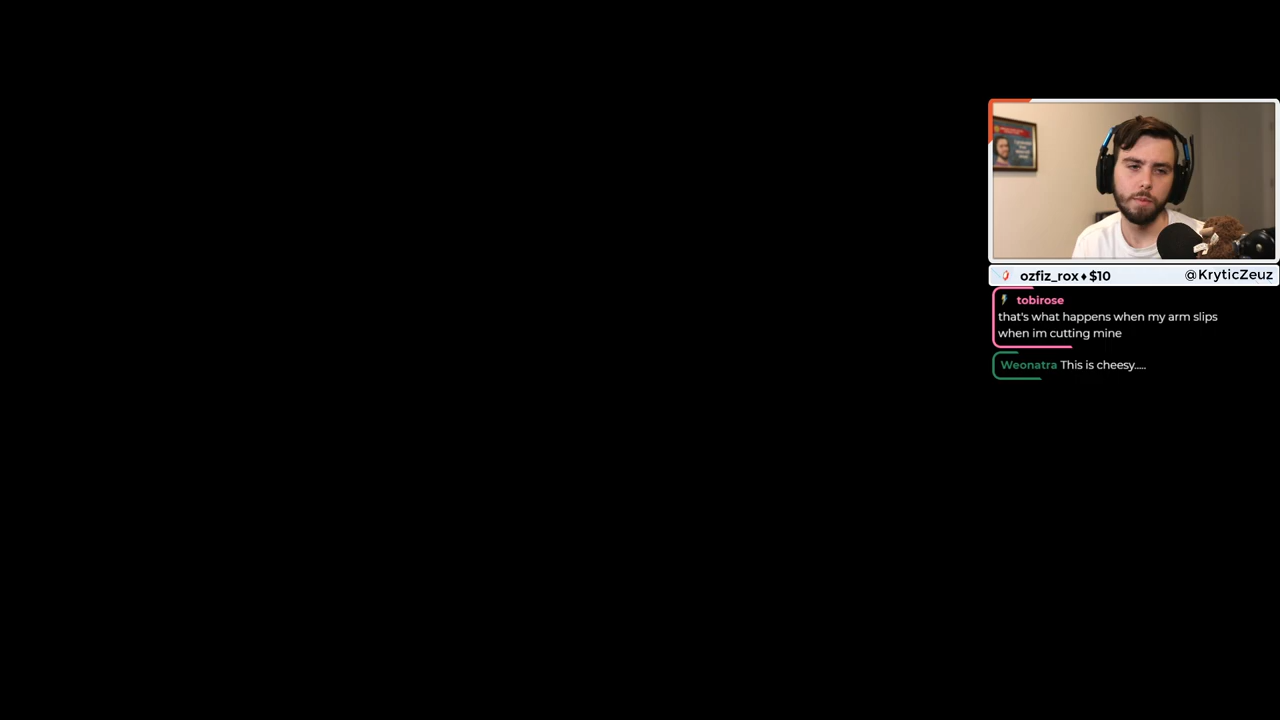 ozfiz_rox ♦ $10 @KryticZeuz
tobirose
that's what happens when my arm slips
when im cutting mine
Weonatra This is cheesy.....